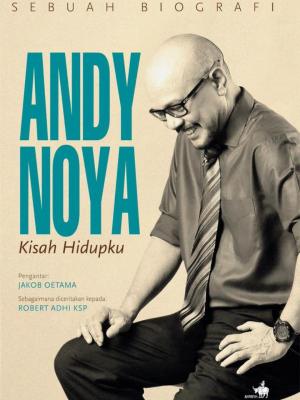 SEBUAH BIOGRAFI
ANDY
NOYA
Kisah Hidupku
Pengantar:
JAKOB OETAMA
Sebagaimana diceritakan kepada:
ROBERT ADHI KSP